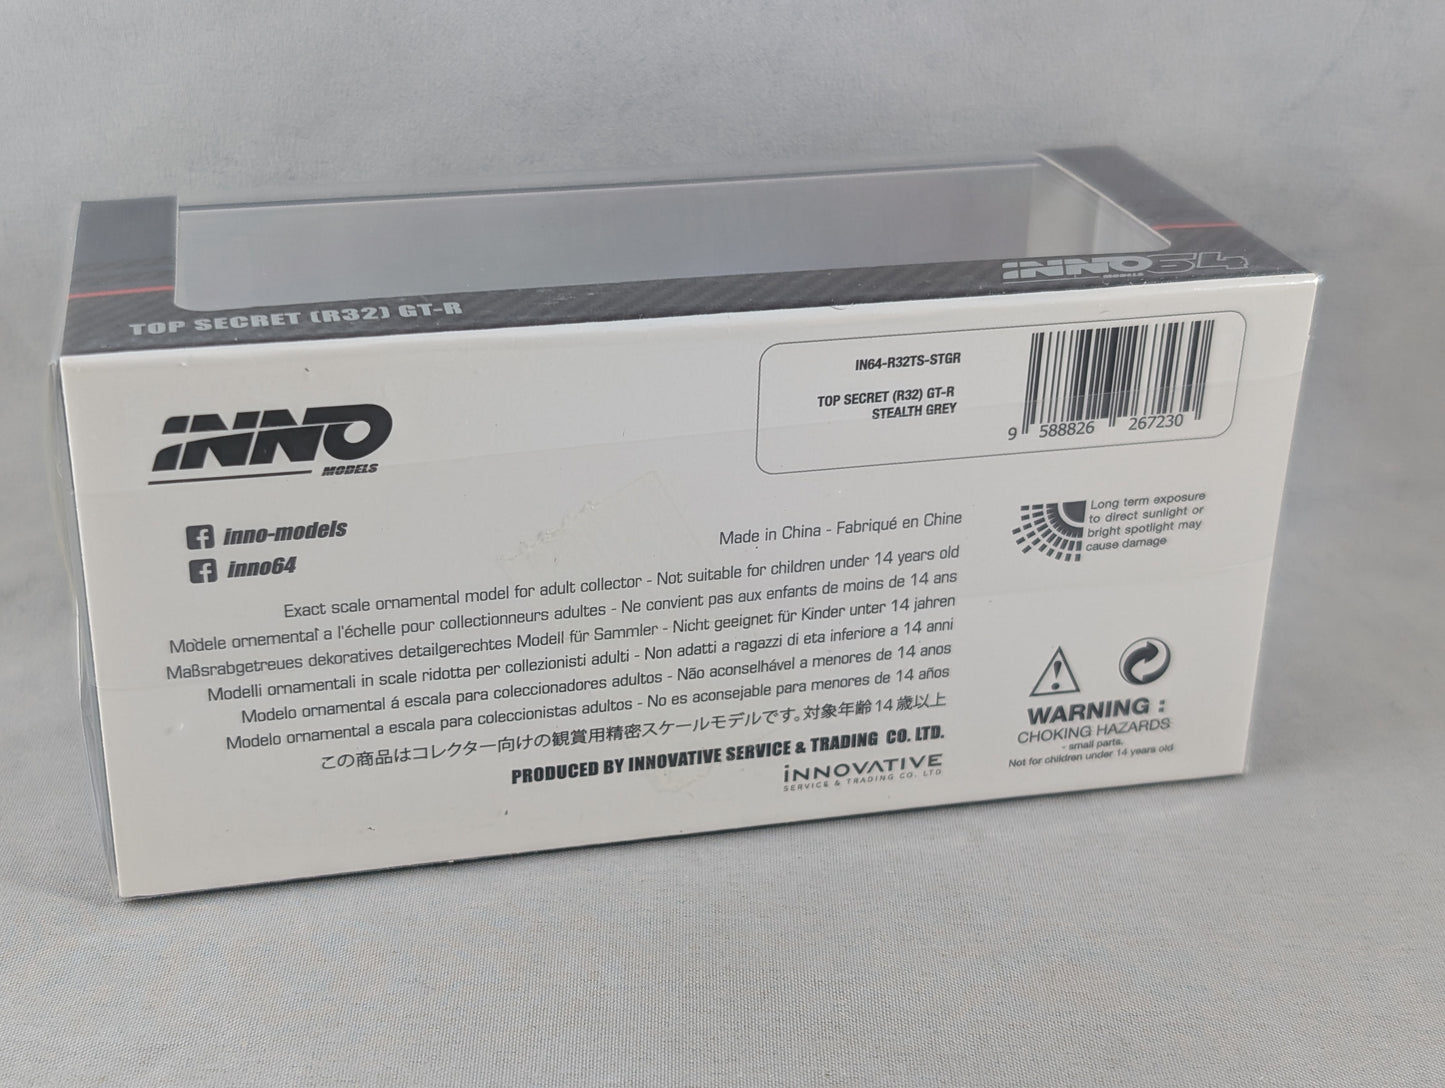 TOP SECRET (R32) GT-R
INNO64
MODELS
INNO
MODELS
IN64-R32TS-STGR
TOP SECRET (R32) GT-R
STEALTH GREY
9 588826 267230
inno-models
inno64
Made in China - Fabriqué en Chine
Exact scale ornamental model for adult collector - Not suitable for children under 14 years old
Modèle ornemental a l'échelle pour collectionneurs adultes - Ne convient pas aux enfants de moins de 14 ans
Maßsrabgetreues dekoratives detailgerechtes Modell für Sammler - Nicht geeignet für Kinder unter 14 jahren
Modelli ornamentali in scale ridotta per collezionisti adulti - Non adatti a ragazzi di eta inferiore a 14 anni
Modelo ornamental á escala para coleccionadores adultos - Não aconselhável a menores de 14 anos
Modelo ornamental a escala para coleccionistas adultos - No es aconsejable para menores de 14 años
この商品はコレクター向けの観賞用精密スケールモデルです。対象年齢14歳以上
PRODUCED BY INNOVATIVE SERVICE & TRADING CO. LTD.
INNOVATIVE
SERVICE & TRADING CO. LTD
Long term exposure
to direct sunlight or
bright spotlight may
cause damage
WARNING :
CHOKING HAZARDS
- small parts.
Not for children under 14 years old